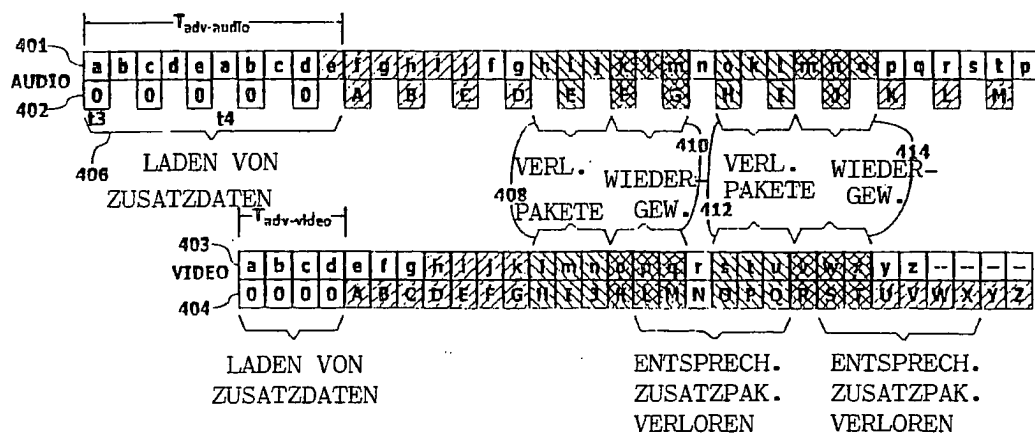 T_adv-audio
401
a b c d e a b c d e f g h i j f g h i j k l m n o k l m n o p q r s t p
AUDIO
0 0 0 0 0 A B C D E F G H I J K L M
402
t3 t4
406
LADEN VON
ZUSATZDATEN
408
VERL.
PAKETE
WIEDER-
GEW.
410
412
VERL.
PAKETE
WIEDER-
GEW.
414
T_adv-video
403
a b c d e f g h i j k l m n o p q r s t u v w x y z -- -- -- --
VIDEO
0 0 0 0 A B C D E F G H I J K L M N O P Q R S T U V W X Y Z
404
LADEN VON
ZUSATZDATEN
ENTSPRECH.
ZUSATZPAK.
VERLOREN
ENTSPRECH.
ZUSATZPAK.
VERLOREN